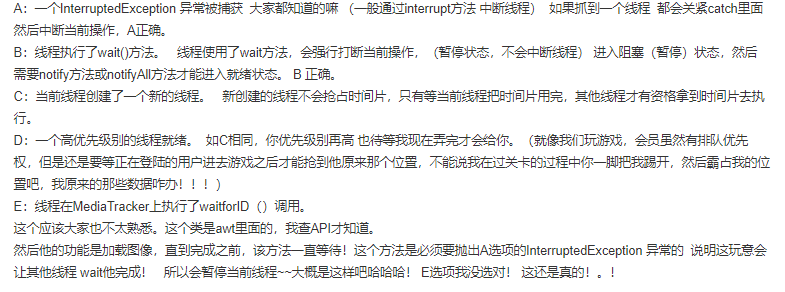 A：一个InterruptedException 异常被捕获  大家都知道的嘛 （一般通过interrupt方法 中断线程）  如果抓到一个线程  都会关紧catch里面
然后中断当前操作，A正确。
B：线程执行了wait()方法。   线程使用了wait方法，会强行打断当前操作，（暂停状态，不会中断线程） 进入阻塞（暂停）状态，然后
需要notify方法或notifyAll方法才能进入就绪状态。 B 正确。
C：当前线程创建了一个新的线程。   新创建的线程不会抢占时间片，只有等当前线程把时间片用完，其他线程才有资格拿到时间片去执
行。
D：一个高优先级别的线程就绪。  如C相同，你优先级别再高 也待等我现在弄完才会给你。（就像我们玩游戏，会员虽然有排队优先
权，但是还是要等正在登陆的用户进去游戏之后才能抢到他原来那个位置，不能说我在过关卡的过程中你一脚把我踢开，然后霸占我的位
置吧，我原来的那些数据咋办！！！）
E：线程在MediaTracker上执行了waitforID（）调用。
这个应该大家也不太熟悉。这个类是awt里面的，我查API才知道。
然后他的功能是加载图像，直到完成之前，该方法一直等待！这个方法是必须要抛出A选项的InterruptedException 异常的  说明这玩意会
让其他线程 wait他完成！   所以会暂停当前线程~~大概是这样吧哈哈哈！ E选项我没选对！ 这还是真的！。！